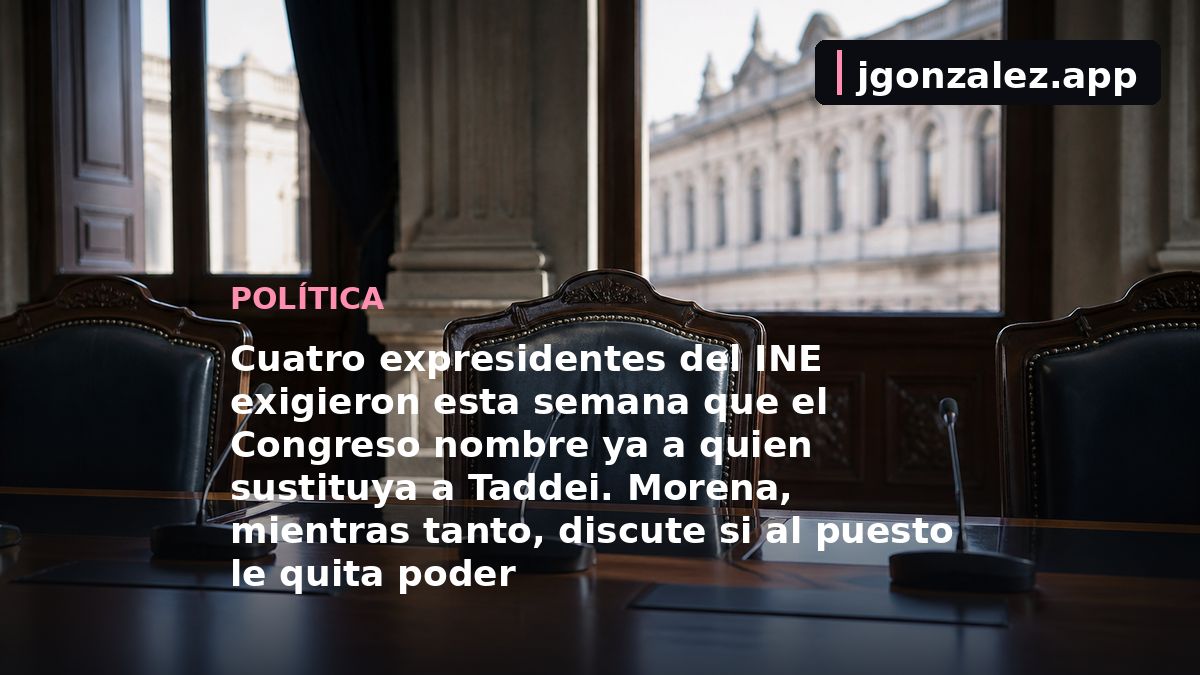 jgonzalez.app
POLÍTICA
Cuatro expresidentes del INE
exigieron esta semana que el
Congreso nombre ya a quien
sustituya a Taddei. Morena,
mientras tanto, discute si al puesto
le quita poder